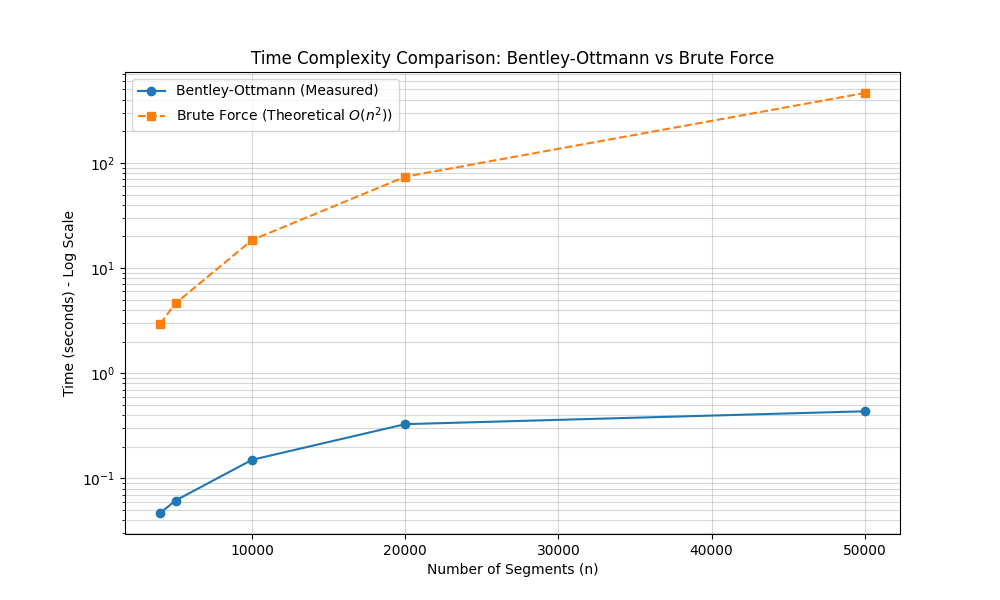 Time Complexity Comparison: Bentley-Ottmann vs Brute Force
Bentley-Ottmann (Measured)
Brute Force (Theoretical $O(n^2)$)
Time (seconds) - Log Scale
10²
10¹
10⁰
10⁻¹
10000 20000 30000 40000 50000
Number of Segments (n)